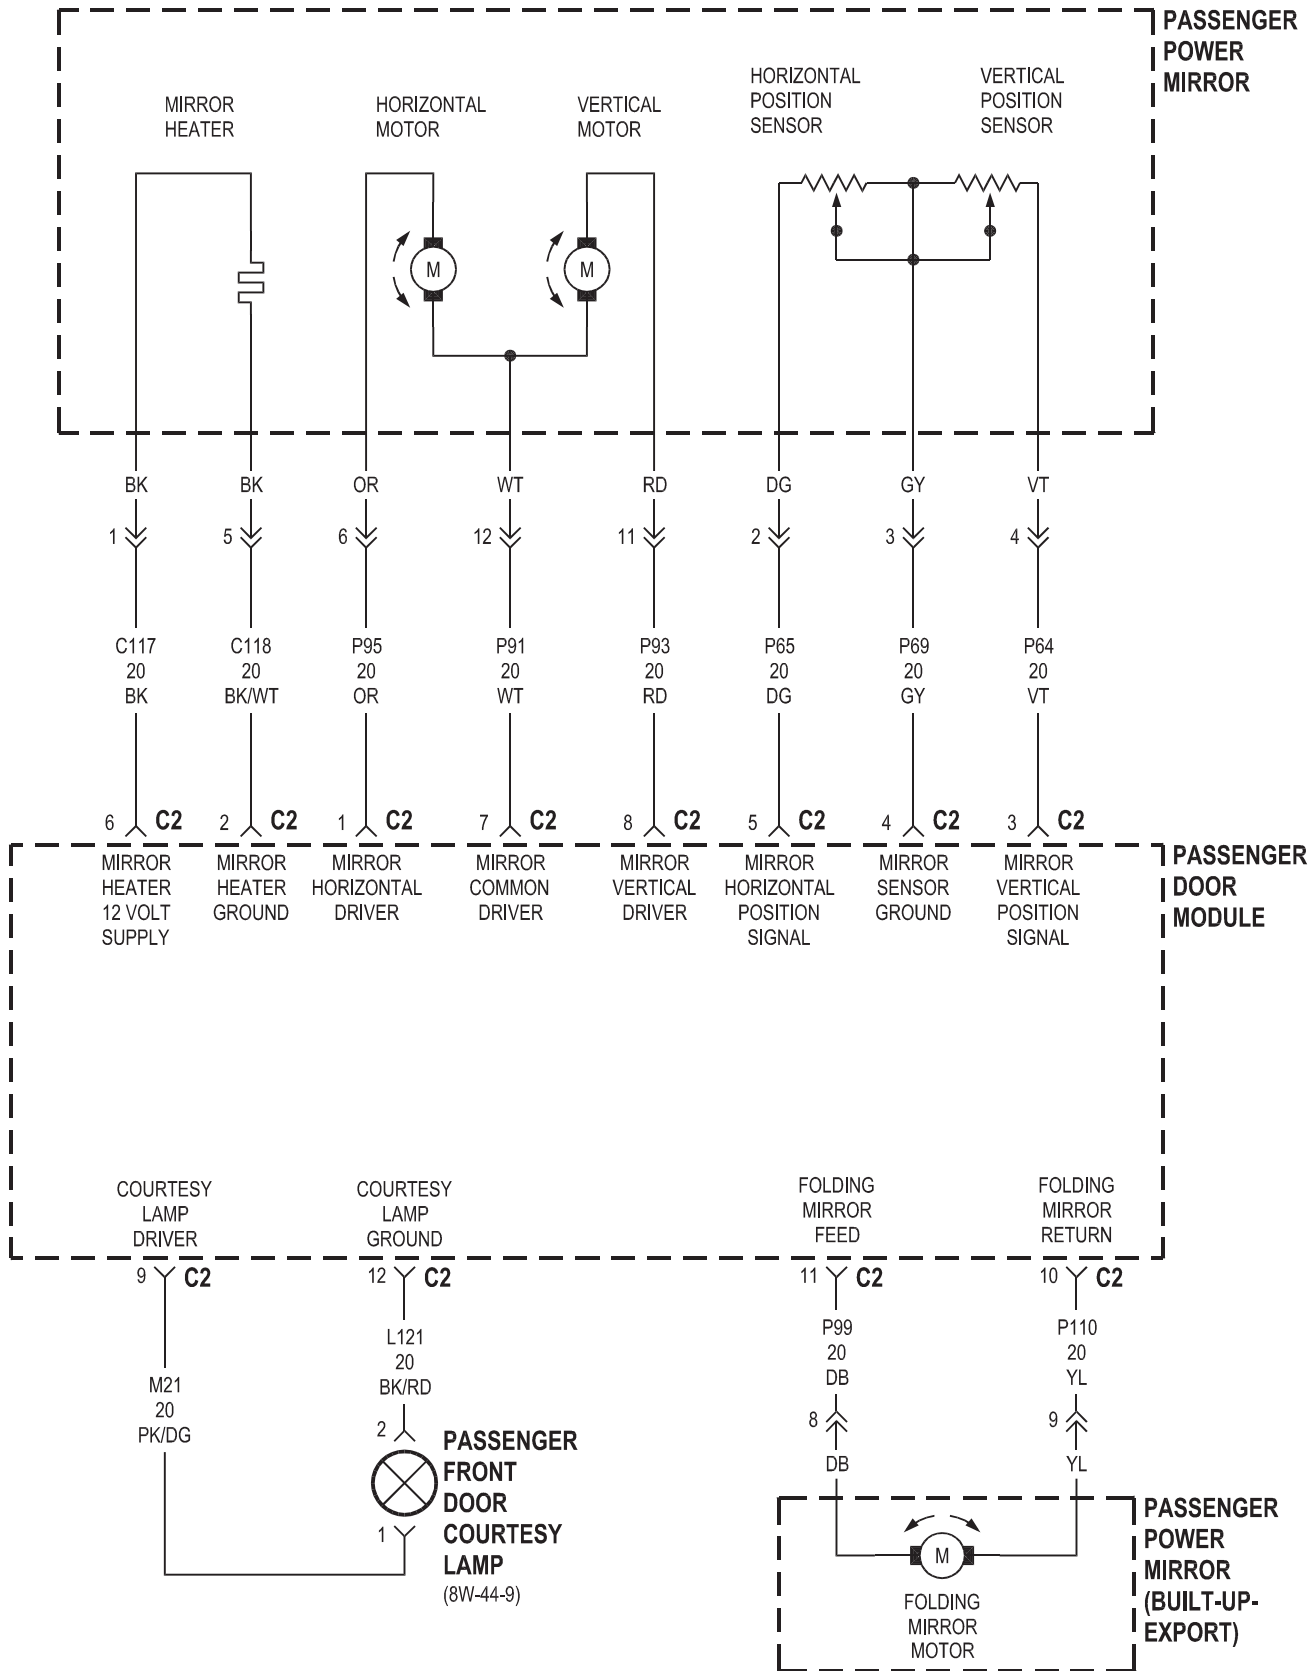 PASSENGER
POWER
MIRROR
MIRROR
HEATER
HORIZONTAL
MOTOR
VERTICAL
MOTOR
HORIZONTAL
POSITION
SENSOR
VERTICAL
POSITION
SENSOR
M
M
BK BK OR WT RD DG GY VT
1 5 6 12 11 2 3 4
C117
20
BK
C118
20
BK/WT
P95
20
OR
P91
20
WT
P93
20
RD
P65
20
DG
P69
20
GY
P64
20
VT
6 C2 2 C2 1 C2 7 C2 8 C2 5 C2 4 C2 3 C2
PASSENGER
DOOR
MODULE
MIRROR
HEATER
12 VOLT
SUPPLY
MIRROR
HEATER
GROUND
MIRROR
HORIZONTAL
DRIVER
MIRROR
COMMON
DRIVER
MIRROR
VERTICAL
DRIVER
MIRROR
HORIZONTAL
POSITION
SIGNAL
MIRROR
SENSOR
GROUND
MIRROR
VERTICAL
POSITION
SIGNAL
COURTESY
LAMP
DRIVER
COURTESY
LAMP
GROUND
FOLDING
MIRROR
FEED
FOLDING
MIRROR
RETURN
9 C2 12 C2 11 C2 10 C2
M21
20
PK/DG
L121
20
BK/RD
2
1
PASSENGER
FRONT
DOOR
COURTESY
LAMP
(8W-44-9)
P99
20
DB
8
DB
P110
20
YL
9
YL
M
FOLDING
MIRROR
MOTOR
PASSENGER
POWER
MIRROR
(BUILT-UP-
EXPORT)